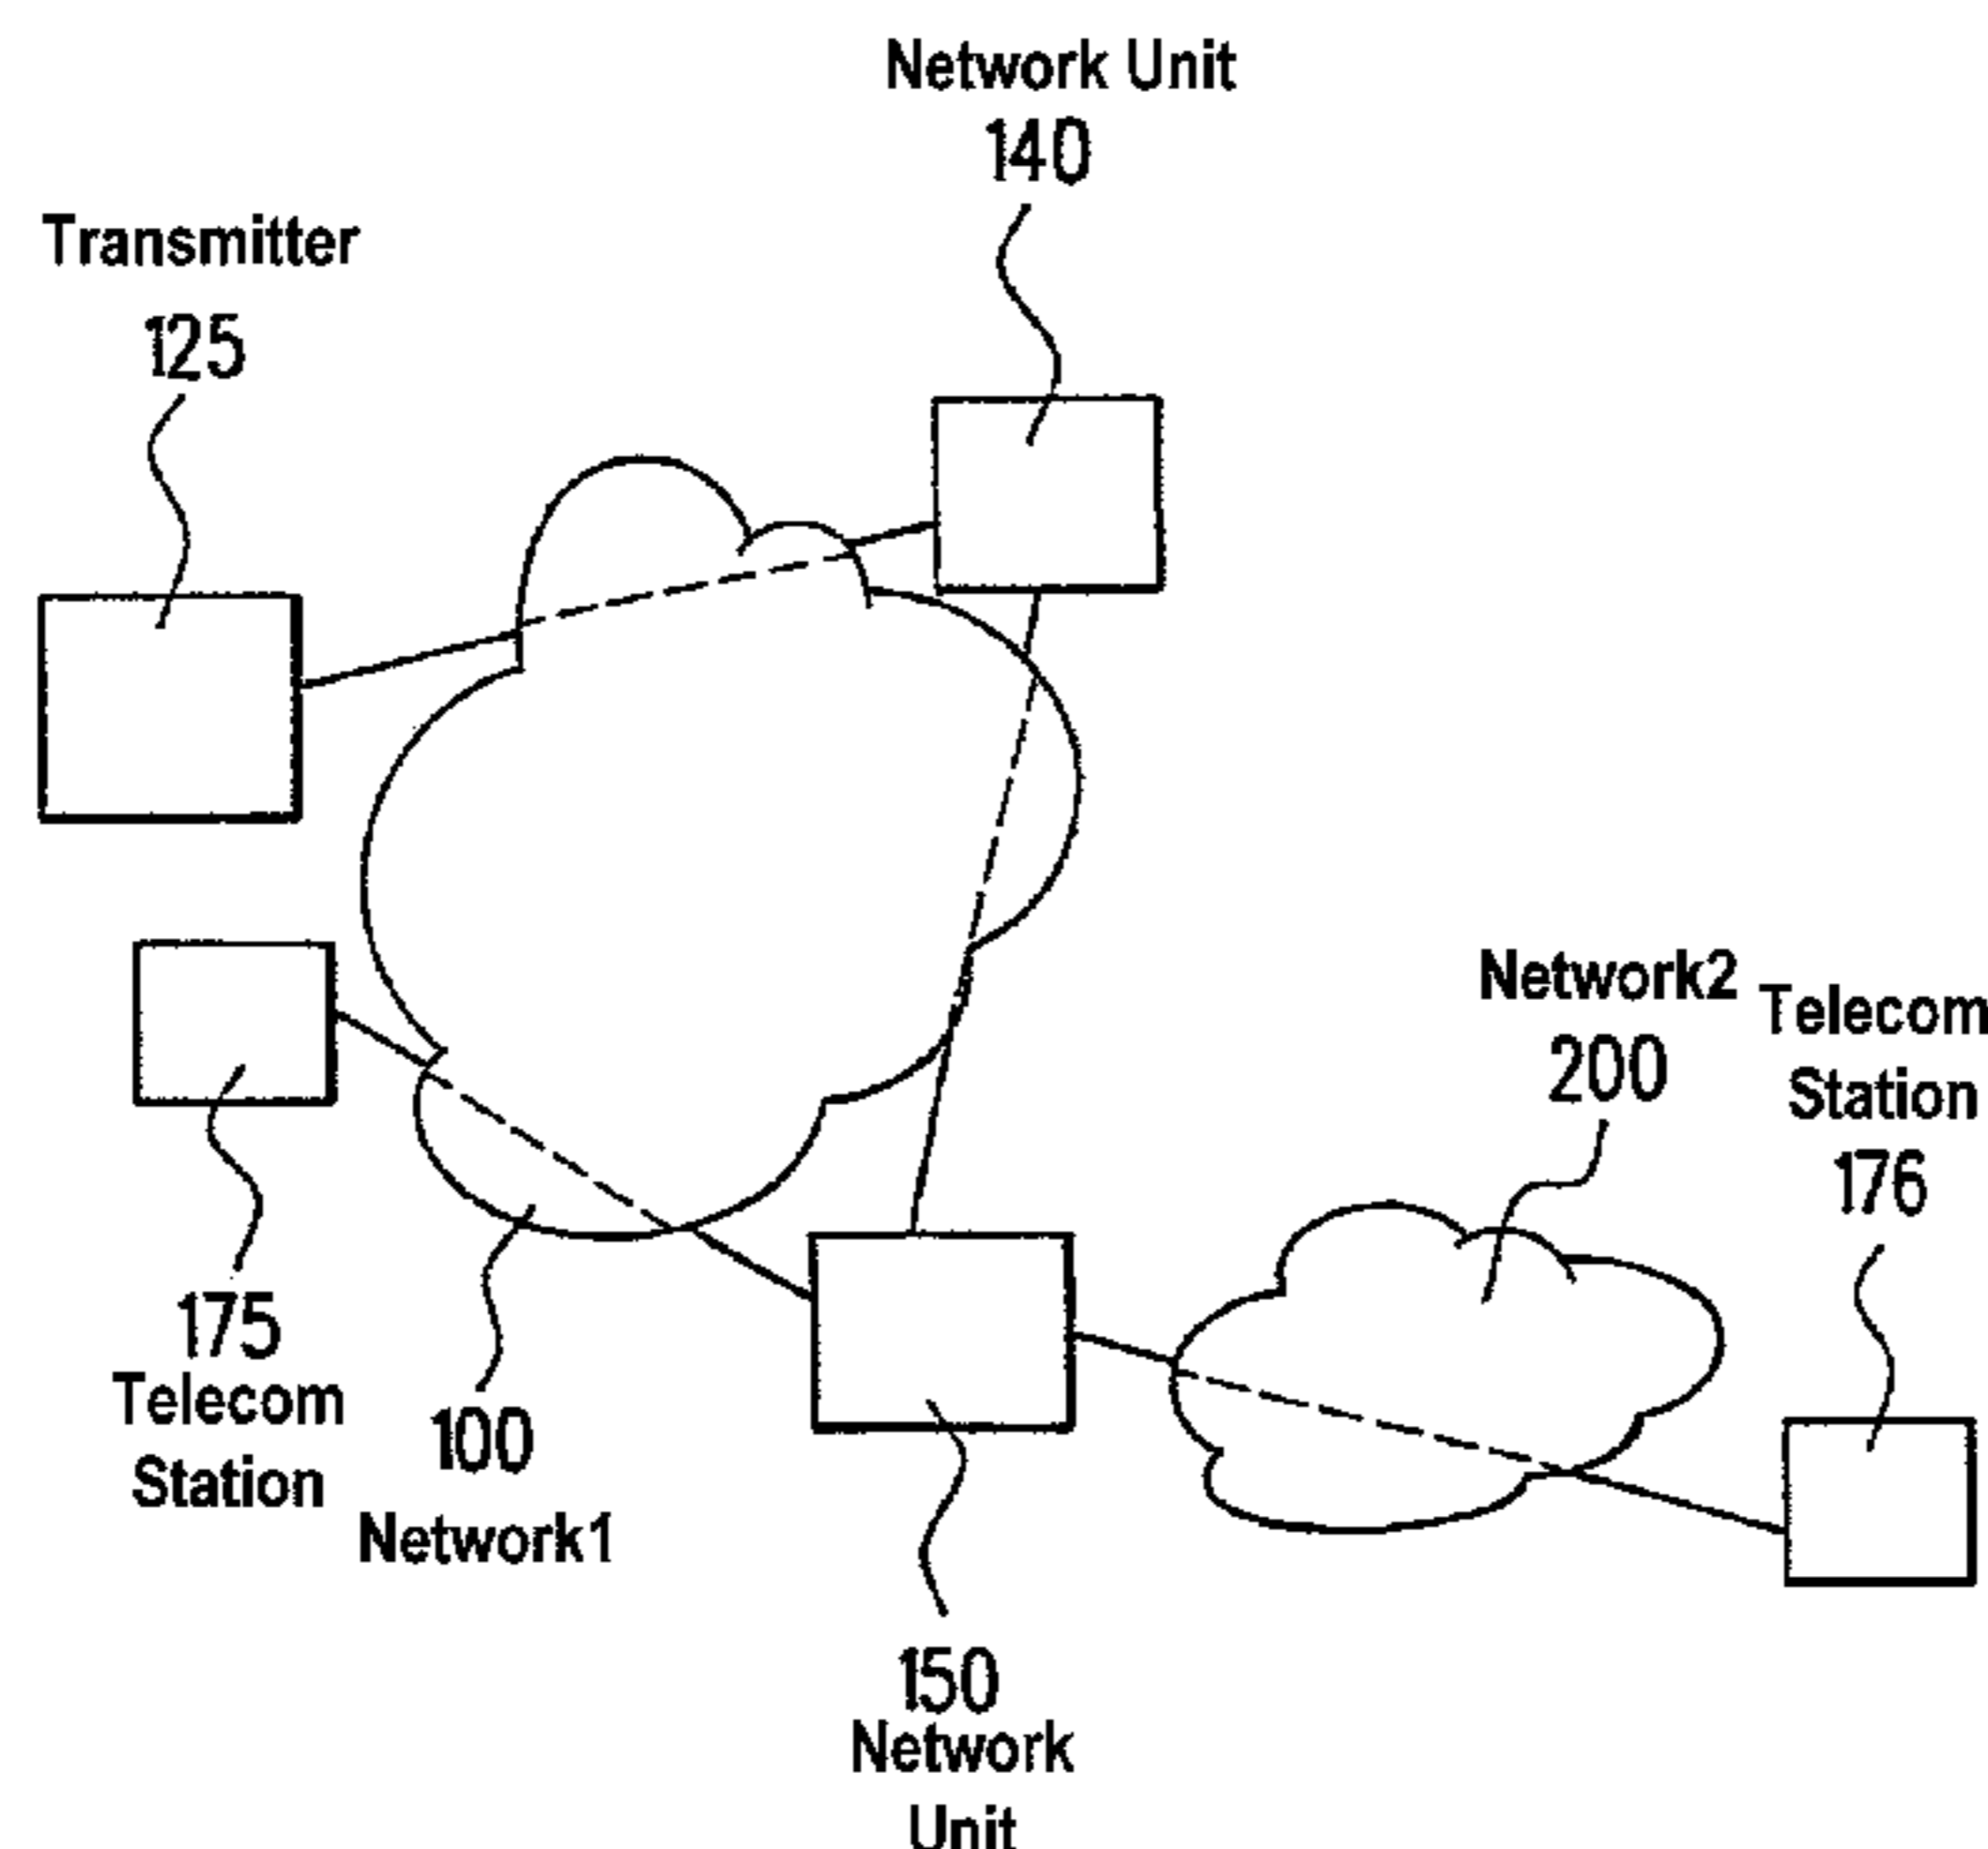 Network Unit
140
Transmitter
125
Network2
200
Telecom
Station
176
175
Telecom
Station
100
Network1
150
Network
Unit